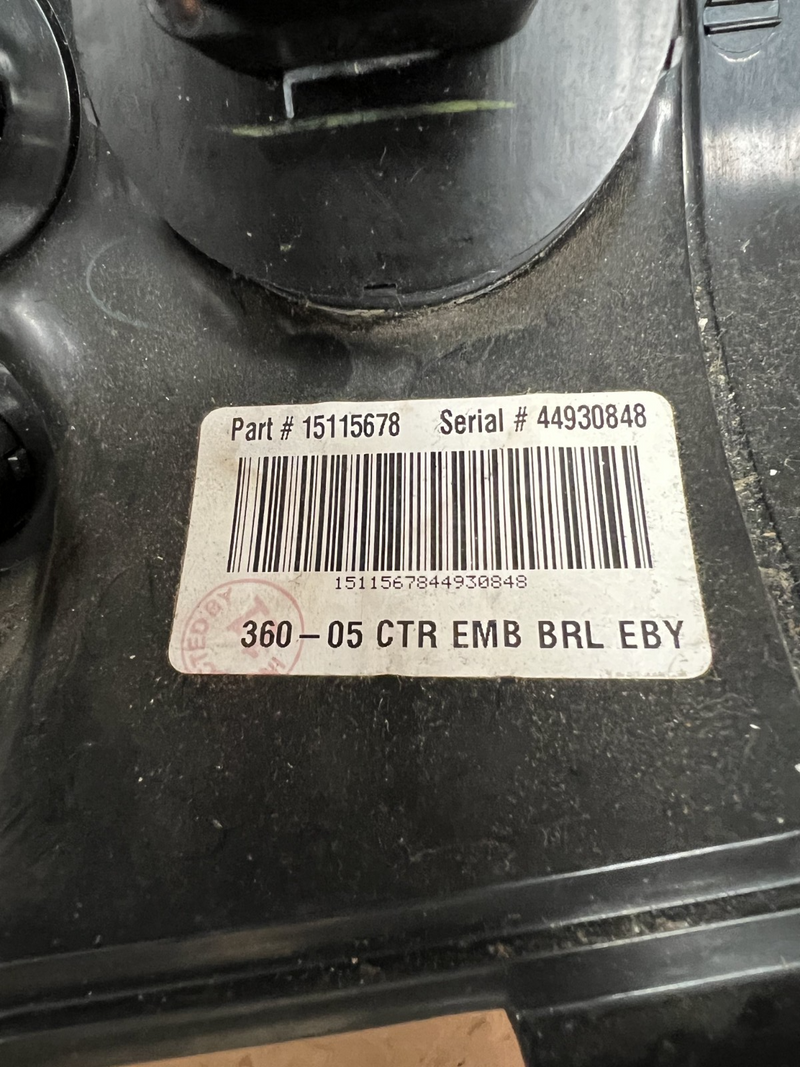 Part # 15115678 Serial # 44930848
1511567844930848
360-05 CTR EMB BRL EBY